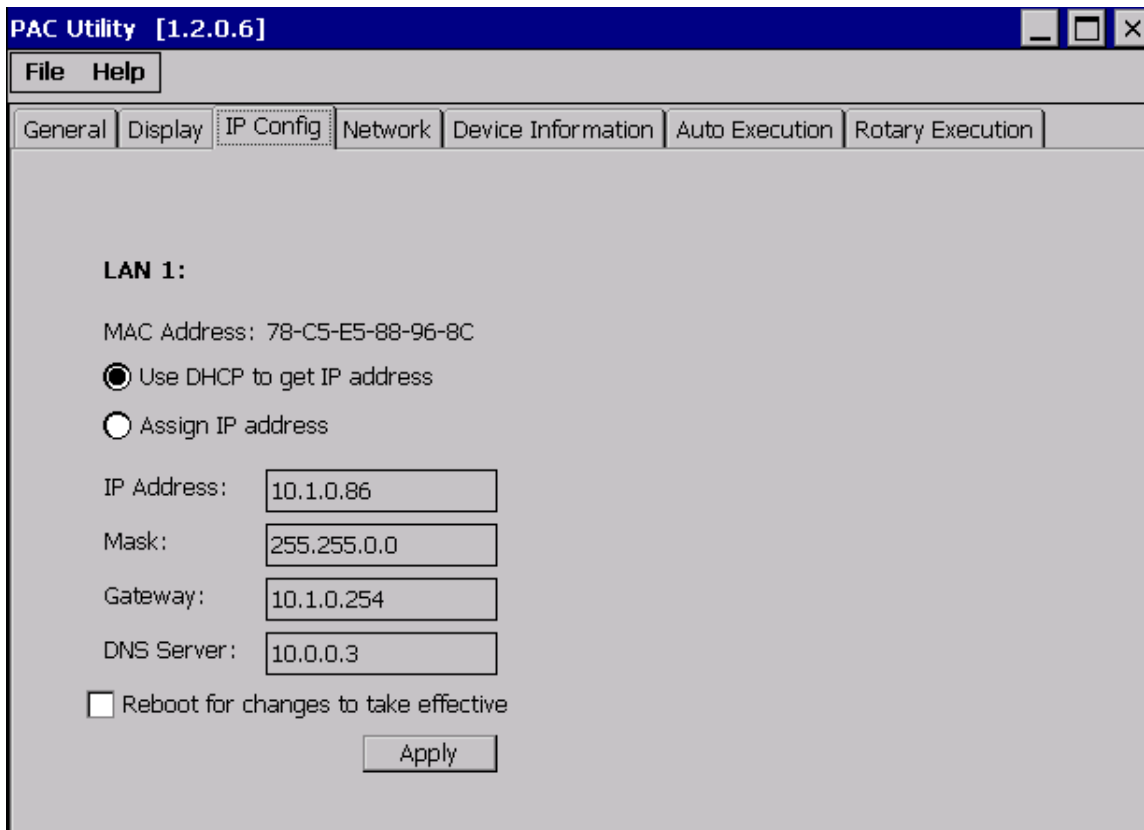 PAC Utility [1.2.0.6]
File Help
General Display IP Config Network Device Information Auto Execution Rotary Execution
LAN 1:
MAC Address: 78-C5-E5-88-96-8C
Use DHCP to get IP address
Assign IP address
IP Address: 10.1.0.86
Mask: 255.255.0.0
Gateway: 10.1.0.254
DNS Server: 10.0.0.3
Reboot for changes to take effective
Apply